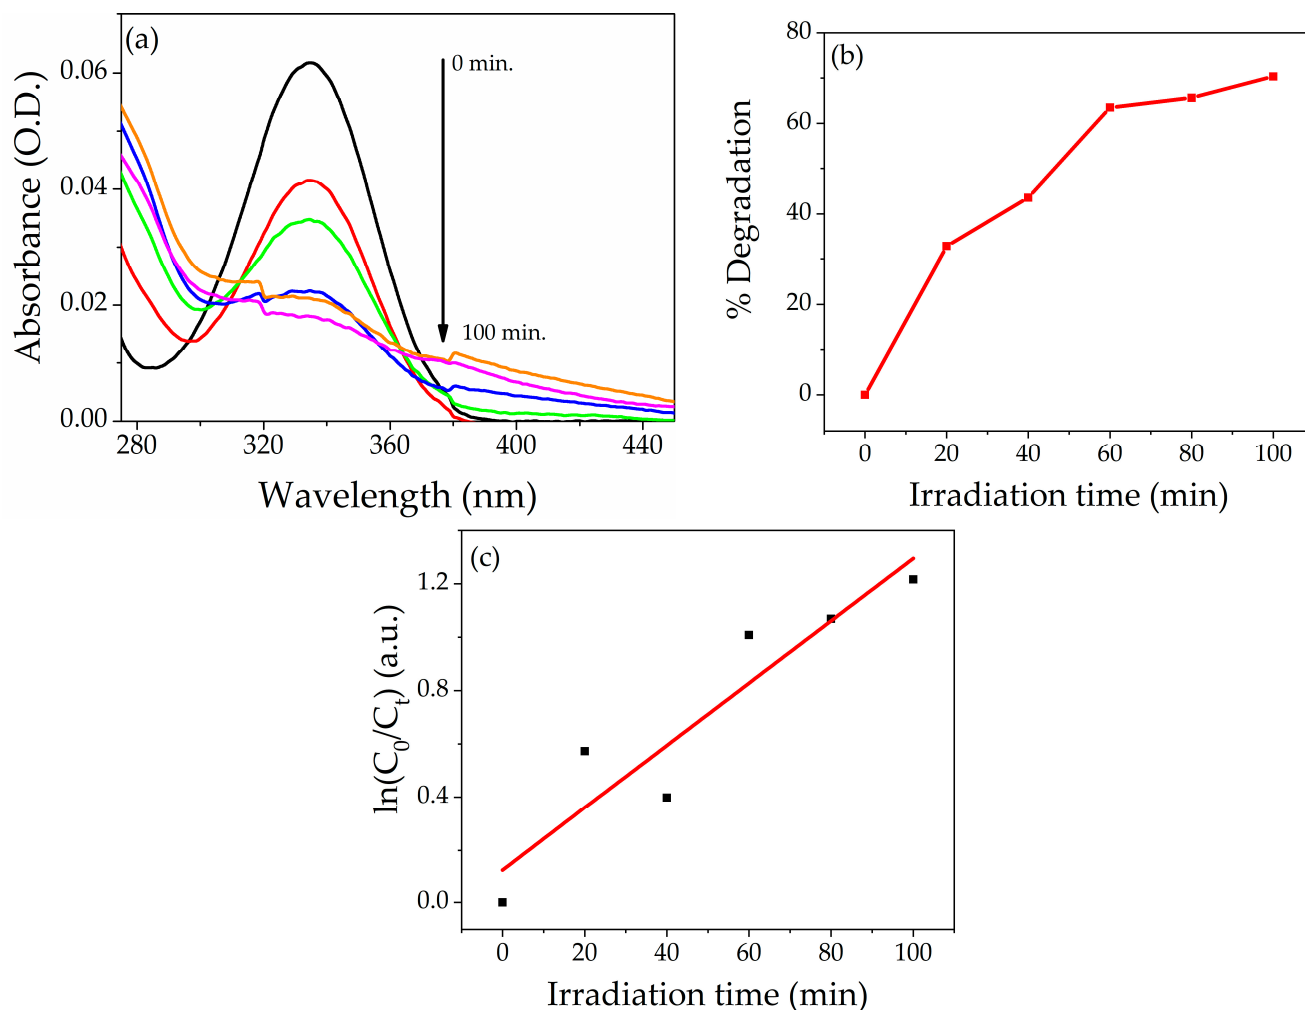 (a)
0 min.
100 min.
Absorbance (O.D.)
0.06
0.04
0.02
0.00
280 320 360 400 440
Wavelength (nm)
(b)
% Degradation
80
60
40
20
0
0 20 40 60 80 100
Irradiation time (min)
(c)
ln(C₀/Cₜ) (a.u.)
1.2
0.8
0.4
0.0
0 20 40 60 80 100
Irradiation time (min)